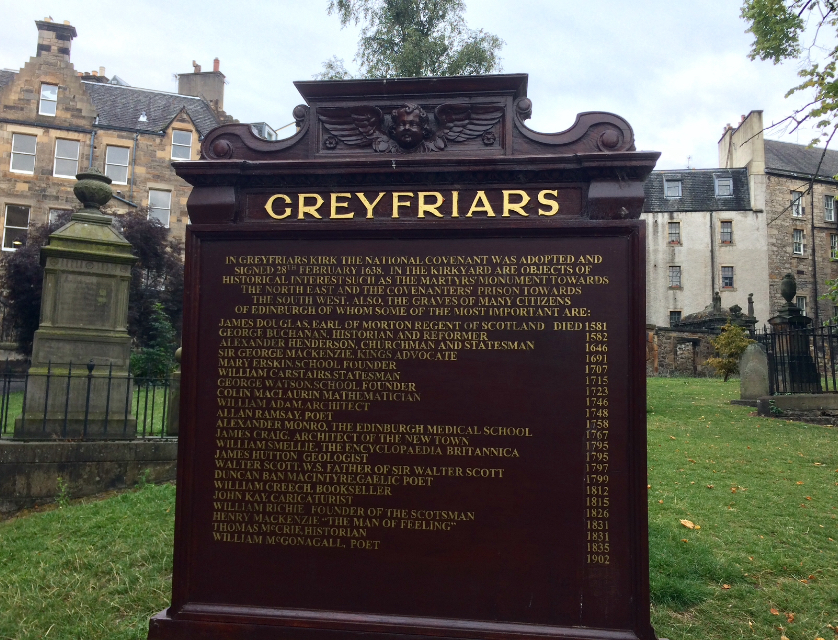 GREYFRIARS
IN GREYFRIARS KIRK THE NATIONAL COVENANT WAS ADOPTED AND
SIGNED 28TH FEBRUARY 1638. IN THE KIRKYARD ARE OBJECTS OF
HISTORICAL INTEREST SUCH AS THE MARTYRS' MONUMENT TOWARDS
THE NORTH EAST AND THE COVENANTERS' PRISON TOWARDS
THE SOUTH WEST. ALSO, THE GRAVES OF MANY CITIZENS
OF EDINBURGH OF WHOM SOME OF THE MOST IMPORTANT ARE:
JAMES DOUGLAS, EARL OF MORTON REGENT OF SCOTLAND DIED 1581
GEORGE BUCHANAN, HISTORIAN AND REFORMER 1582
ALEXANDER HENDERSON, CHURCHMAN AND STATESMAN 1646
SIR GEORGE MACKENZIE, KINGS ADVOCATE 1691
MARY ERSKIN, SCHOOL FOUNDER 1707
WILLIAM CARSTAIRS, STATESMAN 1715
GEORGE WATSON, SCHOOL FOUNDER 1723
COLIN MACLAURIN MATHEMATICIAN 1746
WILLIAM ADAM, ARCHITECT 1748
ALLAN RAMSAY, POET 1758
ALEXANDER MONRO, THE EDINBURGH MEDICAL SCHOOL 1767
JAMES CRAIG, ARCHITECT OF THE NEW TOWN 1795
WILLIAM SMELLIE, THE ENCYCLOPAEDIA BRITANNICA 1795
JAMES HUTTON GEOLOGIST 1797
WALTER SCOTT, W.S. FATHER OF SIR WALTER SCOTT 1799
DUNCAN BAN MACINTYRE, GAELIC POET 1812
WILLIAM CREECH, BOOKSELLER 1815
JOHN KAY, CARICATURIST 1826
WILLIAM RICHIE FOUNDER OF THE SCOTSMAN 1831
HENRY MACKENZIE "THE MAN OF FEELING" 1831
THOMAS McCRIE, HISTORIAN 1835
WILLIAM McGONAGALL, POET 1902